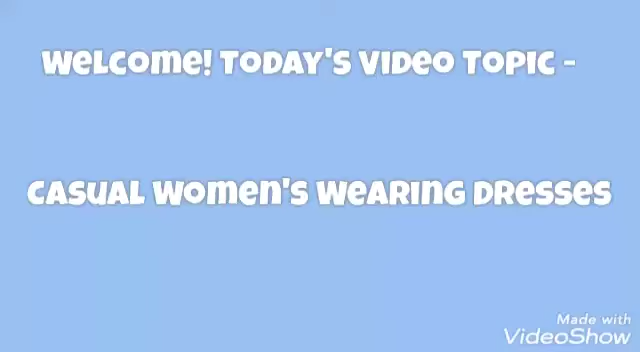 Welcome! Today's Video Topic -
Casual Women's Wearing Dresses
Made with
VideoShow